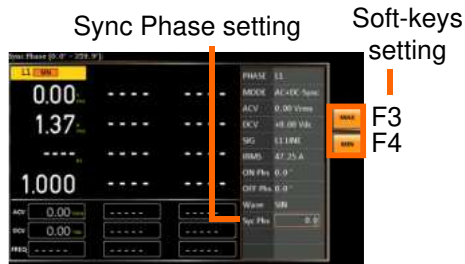 Sync Phase setting
Soft-keys
setting
Sync Phase (0.0° ~ 359.9°):
L1 SIN
0.00
1.37
----
1.000
---- ----
---- ----
---- ----
---- ----
ACV 0.00 ----- -----
DCV 0.00 ----- -----
FREQ ----- ----- -----
PHASE L1
MODE AC+DC-Sync
ACV 0.00 Vrms
DCV +0.00 Vdc
SIG L1 LINE
IRMS 47.25 A
ON Phs 0.0°
OFF Phs 0.0°
Wave SIN
Syc Phs 0.0
MAX F3
MIN F4